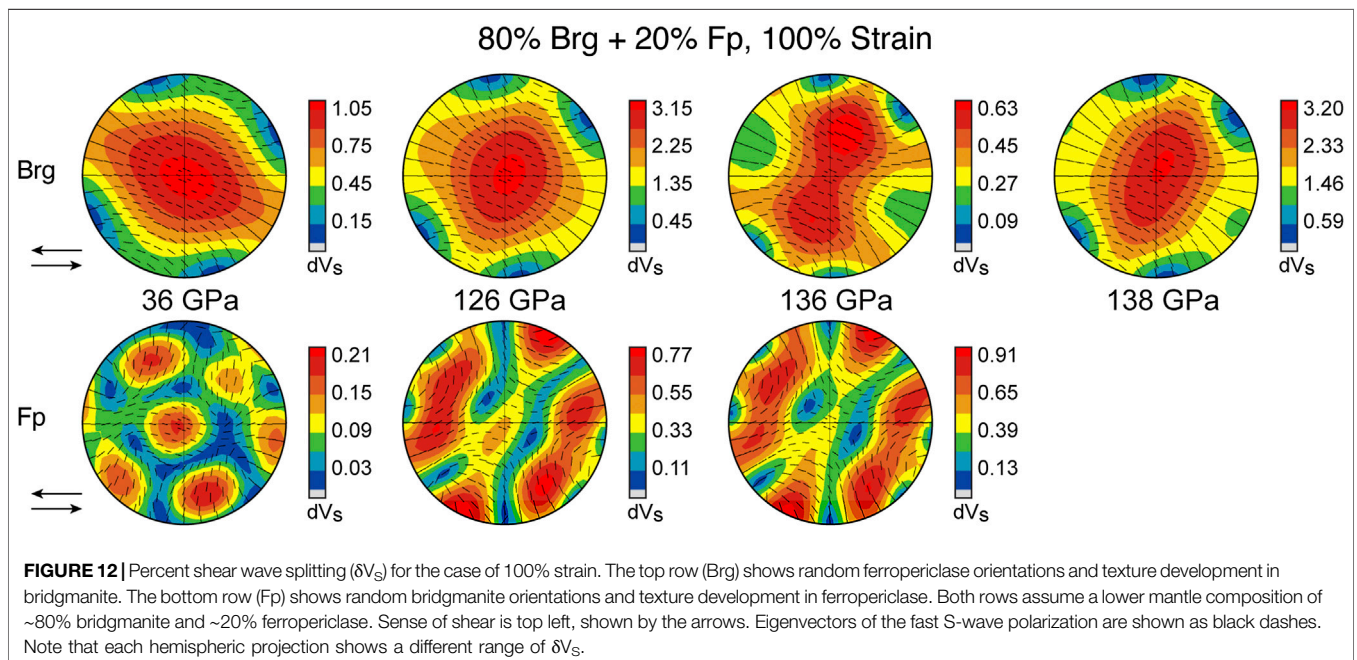 80% Brg + 20% Fp, 100% Strain
Brg
1.05
0.75
0.45
0.15
dVs
3.15
2.25
1.35
0.45
dVs
0.63
0.45
0.27
0.09
dVs
3.20
2.33
1.46
0.59
dVs
36 GPa
126 GPa
136 GPa
138 GPa
Fp
0.21
0.15
0.09
0.03
dVs
0.77
0.55
0.33
0.11
dVs
0.91
0.65
0.39
0.13
dVs
FIGURE 12 | Percent shear wave splitting (δVS) for the case of 100% strain. The top row (Brg) shows random ferropericlase orientations and texture development in
bridgmanite. The bottom row (Fp) shows random bridgmanite orientations and texture development in ferropericlase. Both rows assume a lower mantle composition of
~80% bridgmanite and ~20% ferropericlase. Sense of shear is top left, shown by the arrows. Eigenvectors of the fast S-wave polarization are shown as black dashes.
Note that each hemispheric projection shows a different range of δVS.